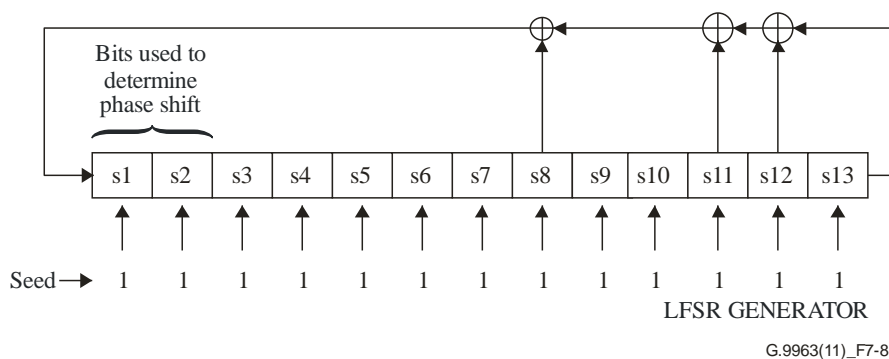 Bits used to
determine
phase shift
s1 s2 s3 s4 s5 s6 s7 s8 s9 s10 s11 s12 s13
Seed 1 1 1 1 1 1 1 1 1 1 1 1 1
LFSR GENERATOR
G.9963(11)_F7-8